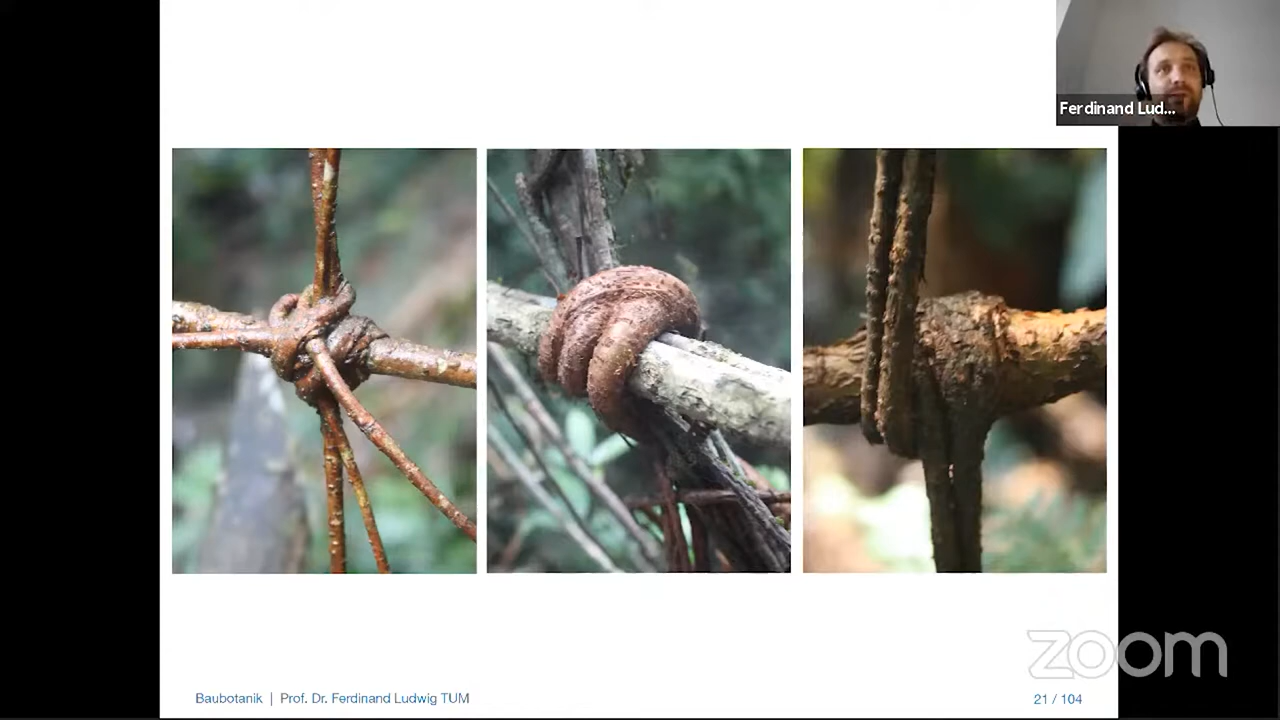 Ferdinand Lud...
zoom
Baubotanik | Prof. Dr. Ferdinand Ludwig TUM
21 / 104